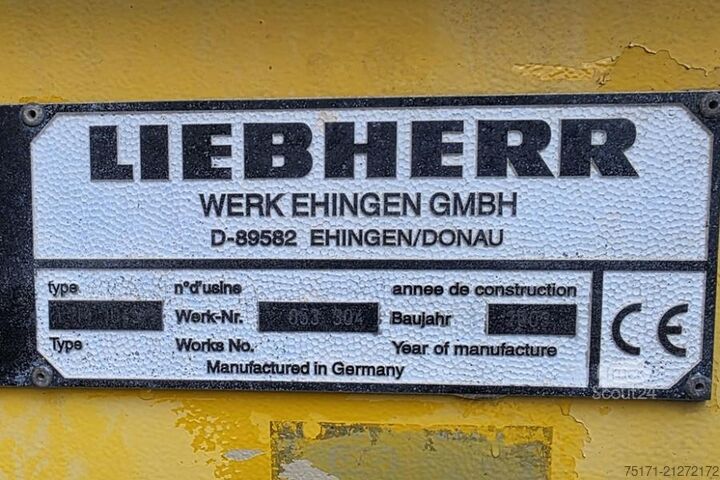 LIEBHERR
WERK EHINGEN GMBH
D-89582 EHINGEN/DONAU
type n°d'usine annee de construction
Werk-Nr. Baujahr
Type Works No. Year of manufacture
Manufactured in Germany
CE
scout24
75171-21272172